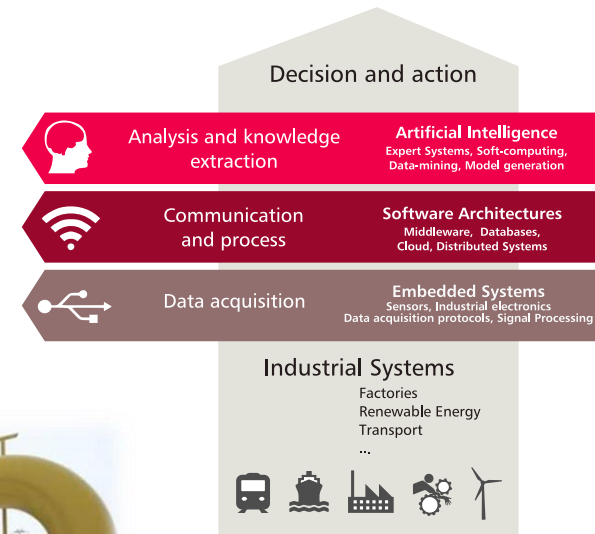 Decision and action
Analysis and knowledge
extraction
Artificial Intelligence
Expert Systems, Soft-computing,
Data-mining, Model generation
Communication
and process
Software Architectures
Middleware, Databases,
Cloud, Distributed Systems
Data acquisition
Embedded Systems
Sensors, Industrial electronics
Data acquisition protocols, Signal Processing
Industrial Systems
Factories
Renewable Energy
Transport
...